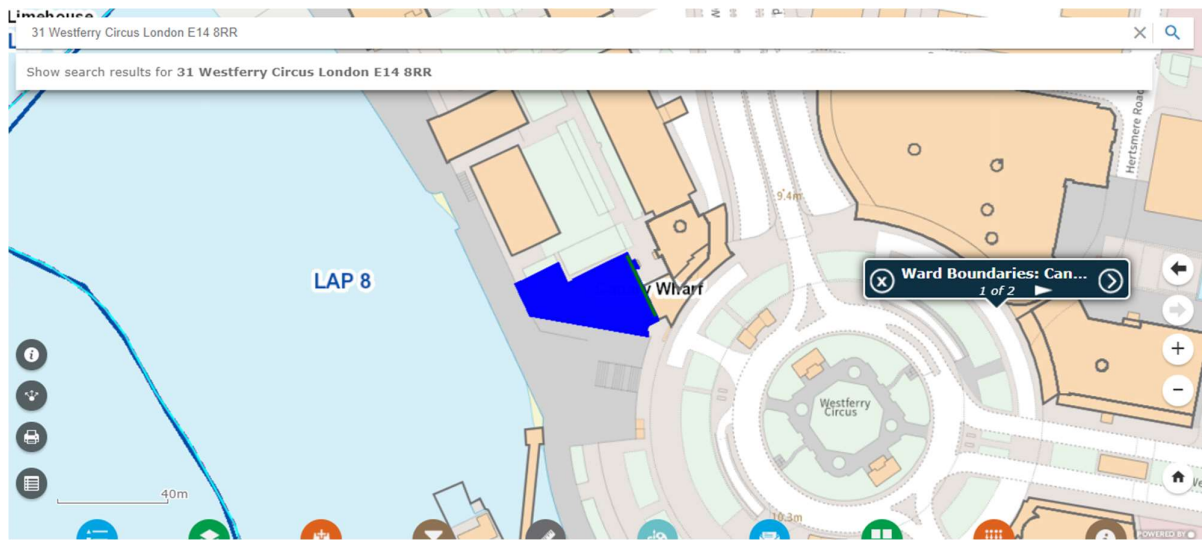 Limehouse
31 Westferry Circus London E14 8RR
Show search results for 31 Westferry Circus London E14 8RR
Hertsmere Road
9.4m
LAP 8
Wharf
Ward Boundaries: Can...
1 of 2
Westferry
Circus
40m
10.3m
POWERED BY